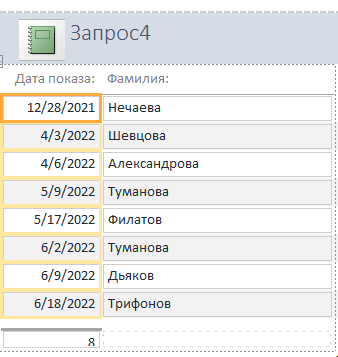 Запрос4
Дата показа: Фамилия:
12/28/2021 Нечаева
4/3/2022 Шевцова
4/6/2022 Александрова
5/9/2022 Туманова
5/17/2022 Филатов
6/2/2022 Туманова
6/9/2022 Дьяков
6/18/2022 Трифонов
8